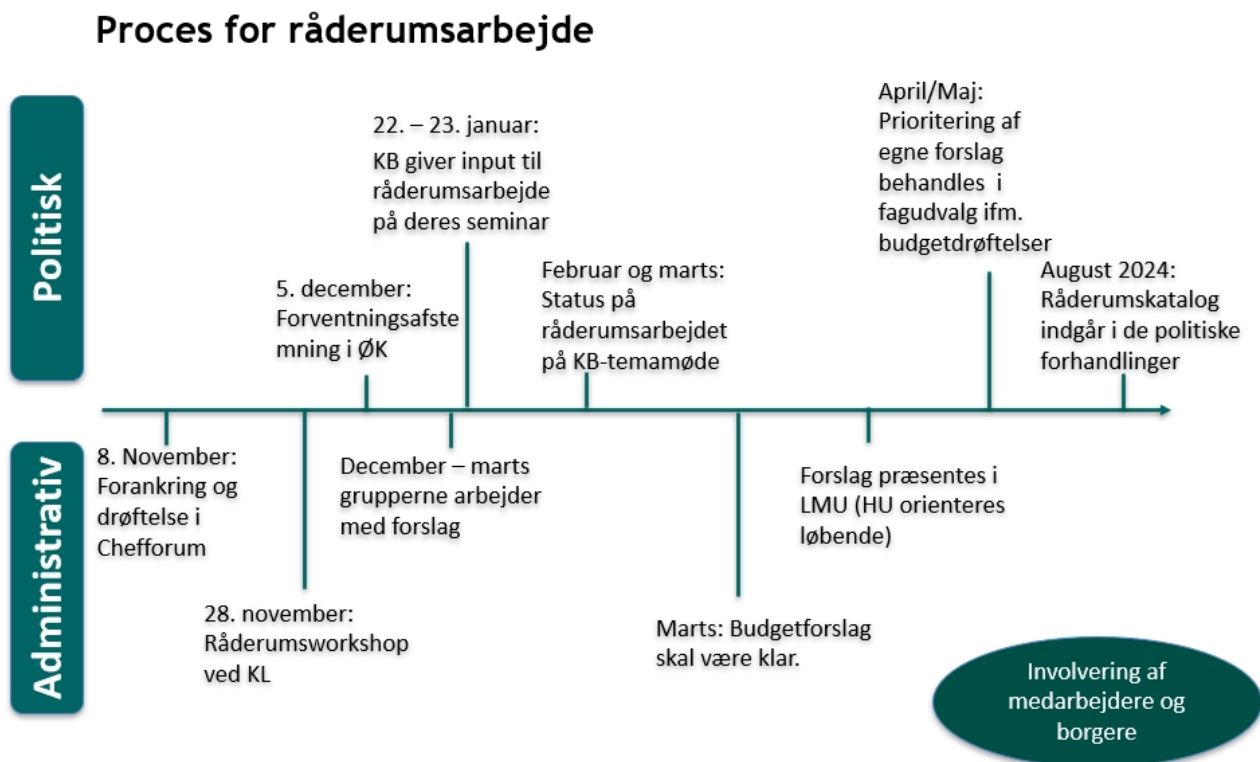 Proces for råderumsarbejde
Politisk
22. – 23. januar:
KB giver input til
råderumsarbejde
på deres seminar
April/Maj:
Prioritering af
egne forslag
behandles i
fagudvalg ifm.
budgetdrøftelser
5. december:
Forventningsafste
mning i ØK
Februar og marts:
Status på
råderumsarbejdet
på KB-temamøde
August 2024:
Råderumskatalog
indgår i de politiske
forhandlinger
Administrativ
8. November:
Forankring og
drøftelse i
Chefforum
December – marts
grupperne arbejder
med forslag
Forslag præsentes i
LMU (HU orienteres
løbende)
28. november:
Råderumsworkshop
ved KL
Marts: Budgetforslag
skal være klar.
Involvering af
medarbejdere og
borgere